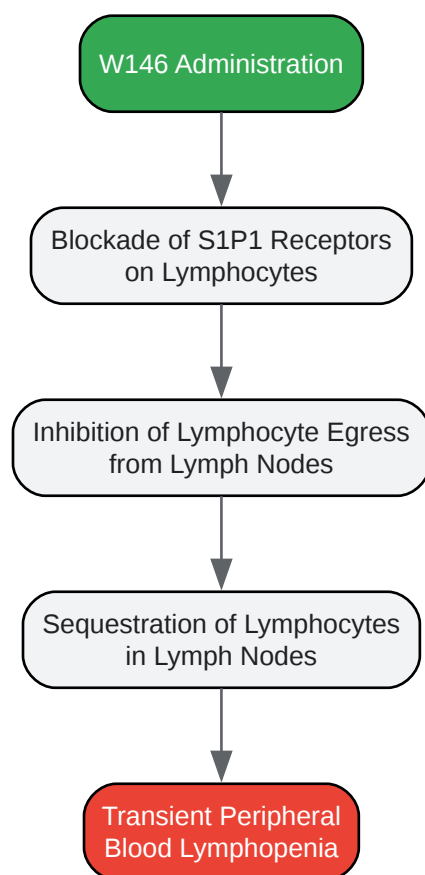 W146 Administration
Blockade of S1P1 Receptors
on Lymphocytes
Inhibition of Lymphocyte Egress
from Lymph Nodes
Sequestration of Lymphocytes
in Lymph Nodes
Transient Peripheral
Blood Lymphopenia